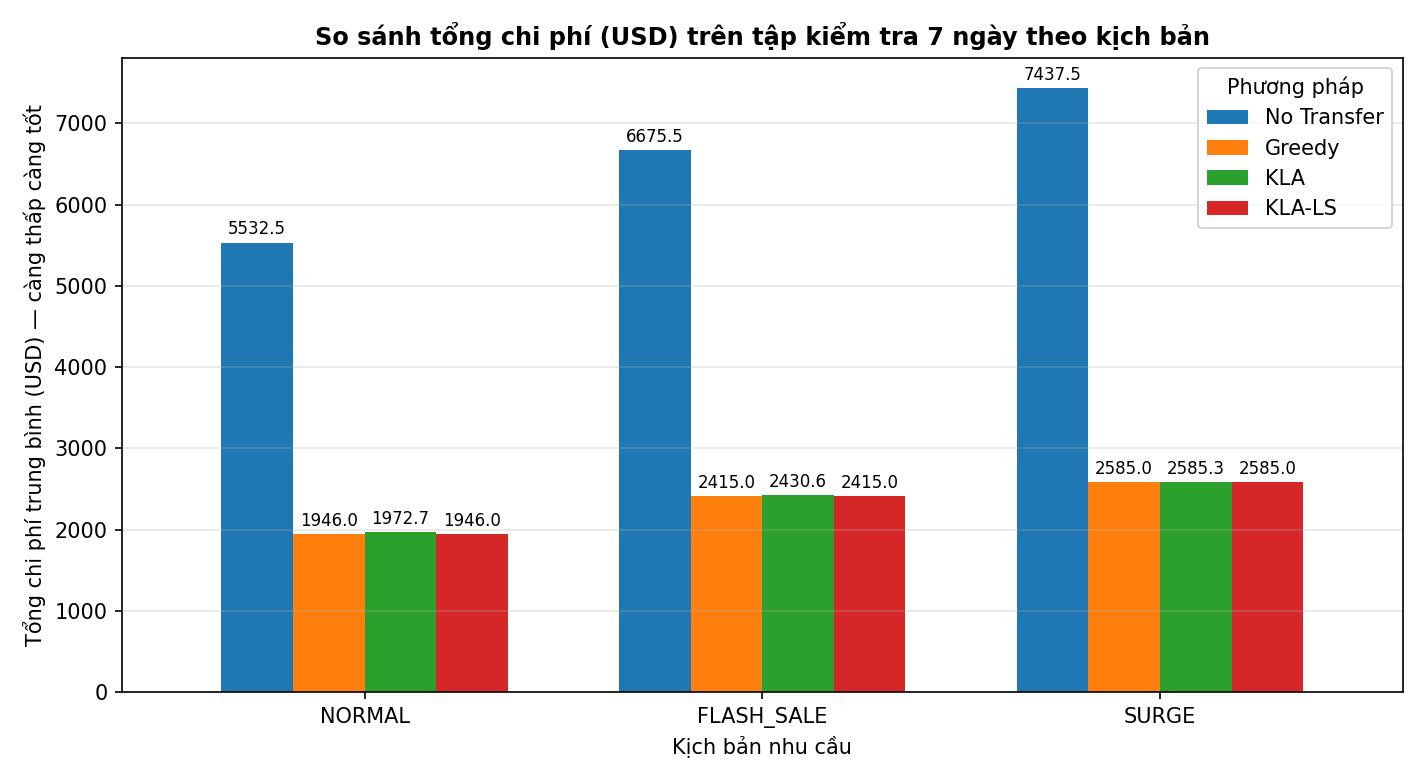 So sánh tổng chi phí (USD) trên tập kiểm tra 7 ngày theo kịch bản
Tổng chi phí trung bình (USD) — càng thấp càng tốt
7000
6000
5000
4000
3000
2000
1000
0
5532.5
1946.0
1972.7
1946.0
6675.5
2415.0
2430.6
2415.0
7437.5
2585.0
2585.3
2585.0
Phương pháp
No Transfer
Greedy
KLA
KLA-LS
NORMAL
FLASH_SALE
SURGE
Kịch bản nhu cầu